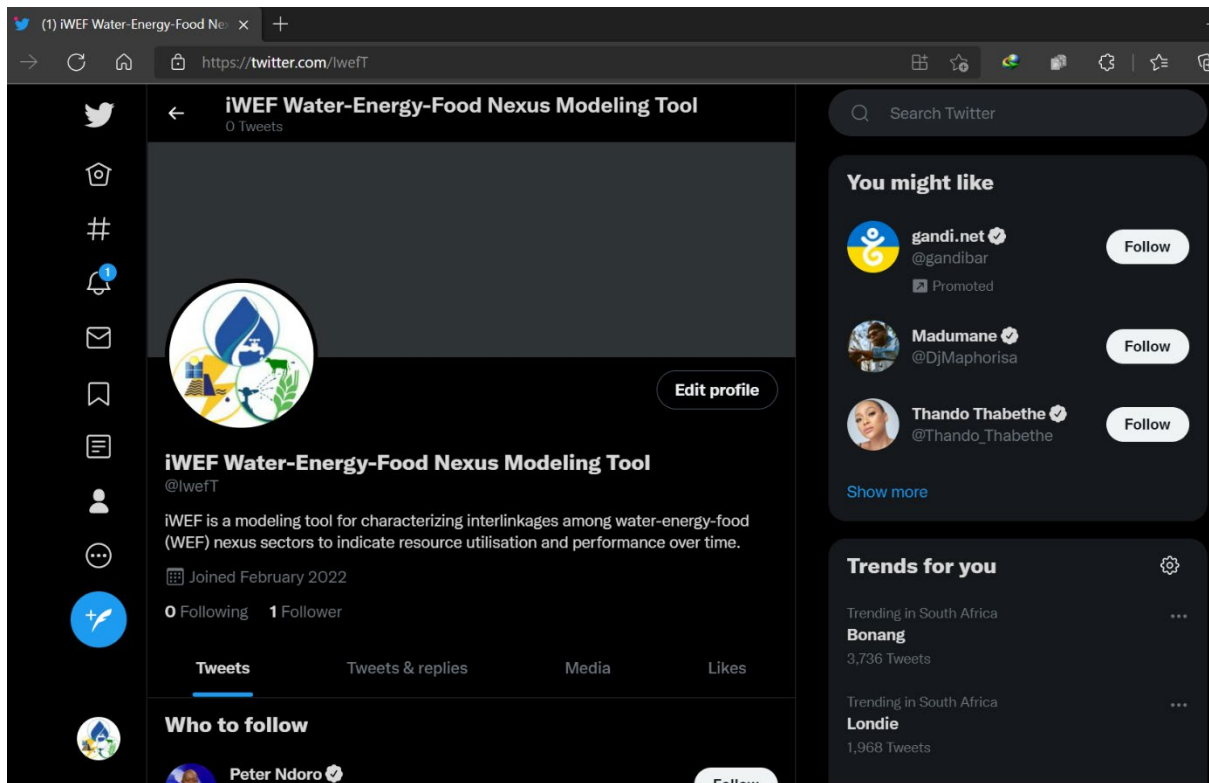 (1) iWEF Water-Energy-Food Nex
https://twitter.com/IwefT
iWEF Water-Energy-Food Nexus Modeling Tool
0 Tweets
1
Edit profile
iWEF Water-Energy-Food Nexus Modeling Tool
@IwefT
iWEF is a modeling tool for characterizing interlinkages among water-energy-food
(WEF) nexus sectors to indicate resource utilisation and performance over time.
Joined February 2022
0 Following 1 Follower
Tweets Tweets & replies Media Likes
Who to follow
Peter Ndoro
Follow
Search Twitter
You might like
gandi.net
@gandibar
Promoted
Follow
Madumane
@DjMaphorisa
Follow
Thando Thabethe
@Thando_Thabethe
Follow
Show more
Trends for you
Trending in South Africa
Bonang
3,736 Tweets
Trending in South Africa
Londie
1,968 Tweets